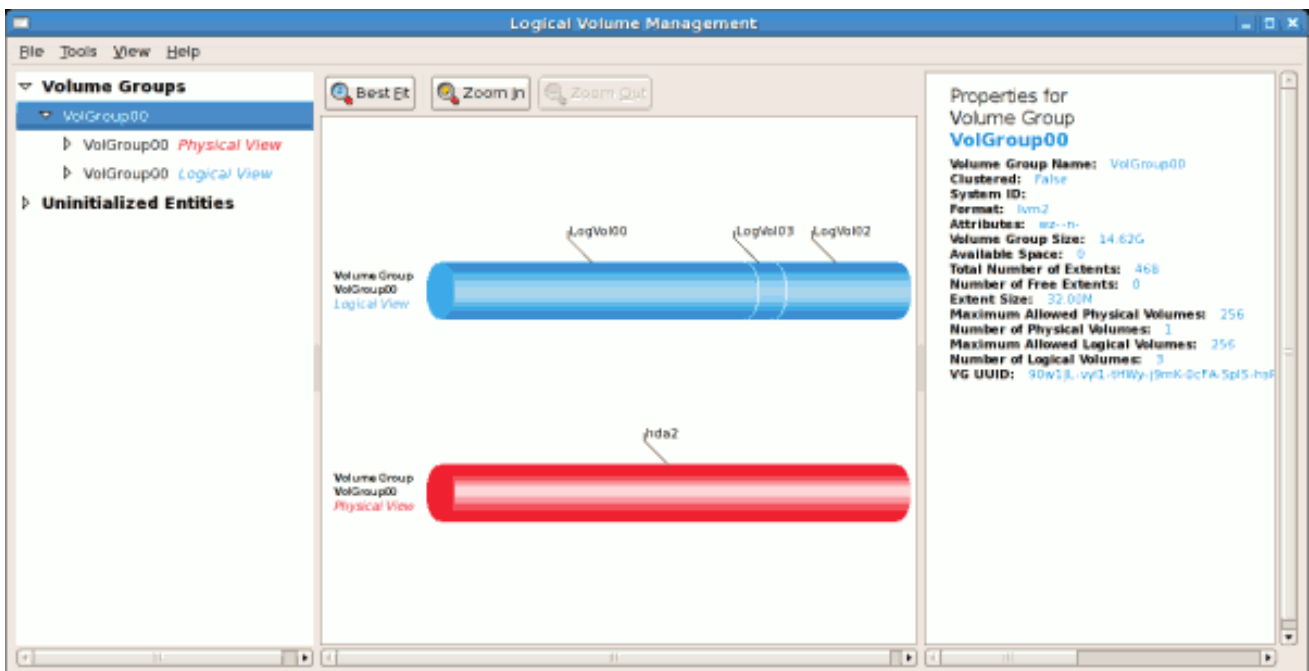 Logical Volume Management
File Tools View Help
Volume Groups
VolGroup00
VolGroup00 Physical View
VolGroup00 Logical View
Uninitialized Entities
Best Fit Zoom In Zoom Out
LogVol00 LogVol03 LogVol02
Volume Group
VolGroup00
Logical View
hda2
Volume Group
VolGroup00
Physical View
Properties for
Volume Group
VolGroup00
Volume Group Name: VolGroup00
Clustered: False
System ID:
Format: lvm2
Attributes: wz--n-
Volume Group Size: 14.62G
Available Space: 0
Total Number of Extents: 468
Number of Free Extents: 0
Extent Size: 32.00M
Maximum Allowed Physical Volumes: 256
Number of Physical Volumes: 1
Maximum Allowed Logical Volumes: 256
Number of Logical Volumes: 3
VG UUID: